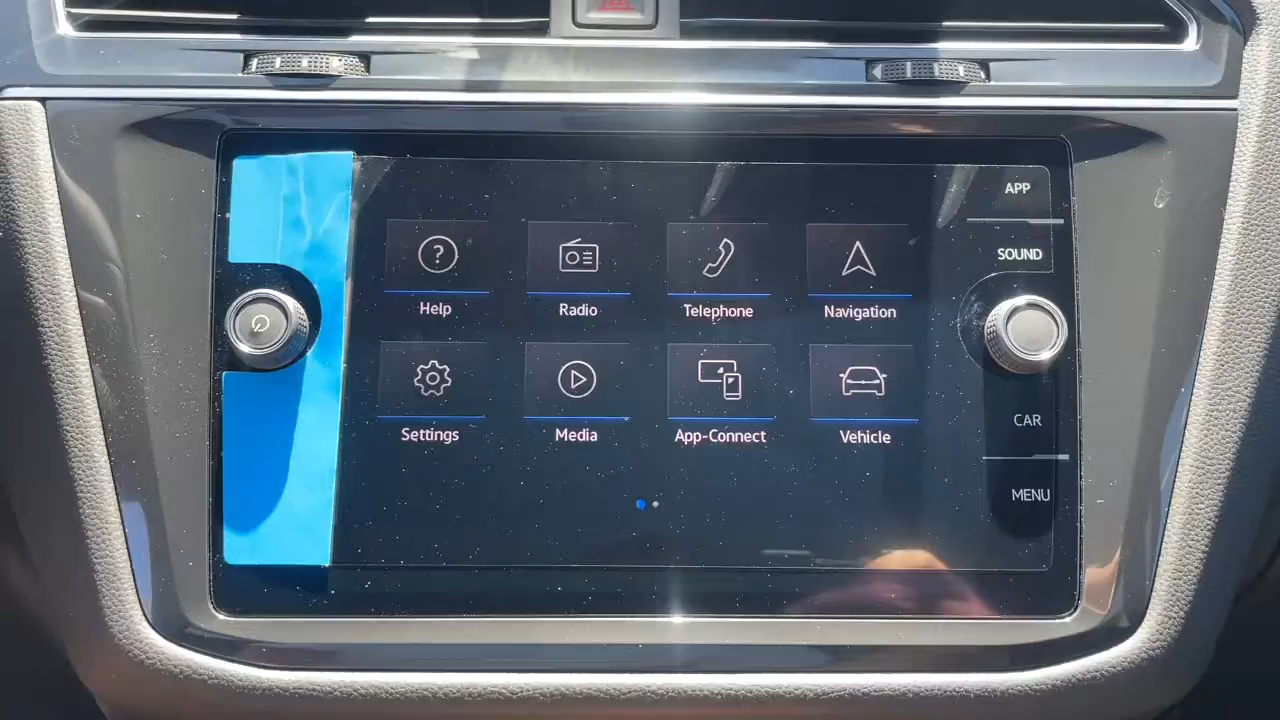 APP
SOUND
Help
Radio
Telephone
Navigation
Settings
Media
App-Connect
Vehicle
CAR
MENU